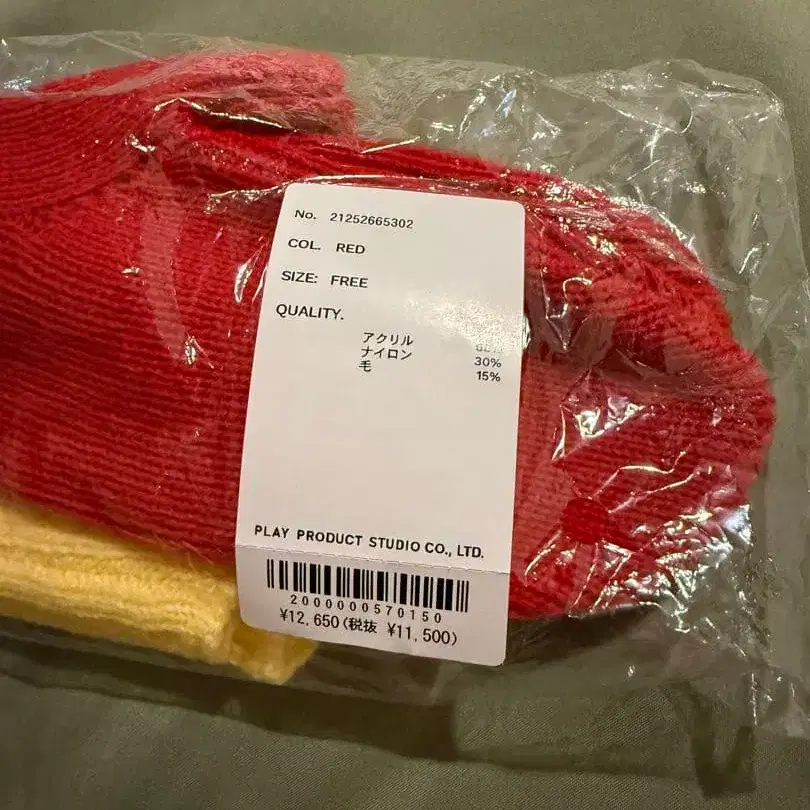 No. 21252665302
COL. RED
SIZE: FREE
QUALITY.
アクリル
ナイロン 30%
毛 15%
PLAY PRODUCT STUDIO CO., LTD.
2000000570150
¥12,650(税抜 ¥11,500)